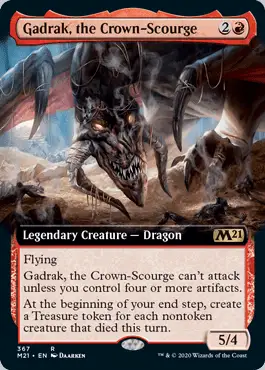 Gadrak, the Crown-Scourge 2
Legendary Creature — Dragon M21
Flying
Gadrak, the Crown-Scourge can't attack
unless you control four or more artifacts.
At the beginning of your end step, create
a Treasure token for each nontoken
creature that died this turn.
5/4
367 R
M21 • EN DAARKEN ™ & © 2020 Wizards of the Coast